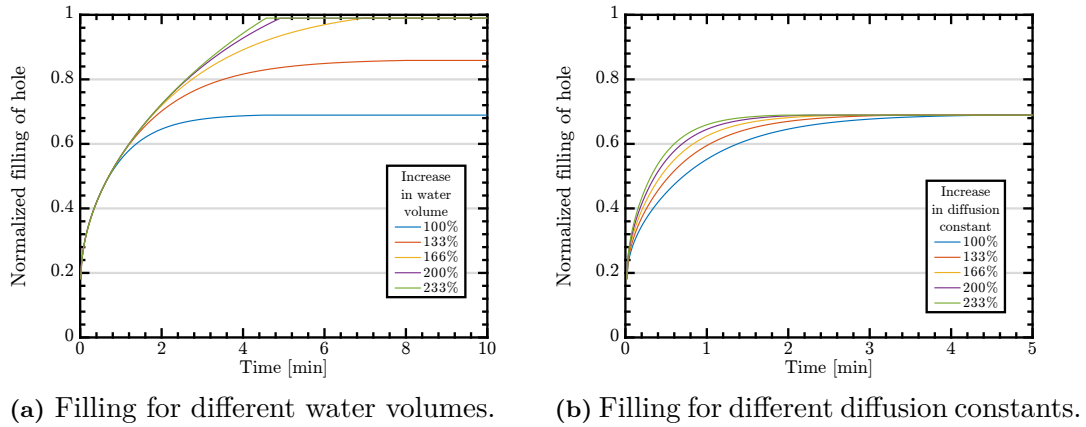 Normalized filling of hole
1
0.8
0.6
0.4
0.2
0
Increase
in water
volume
100%
133%
166%
200%
233%
0 2 4 6 8 10
Time [min]
(a) Filling for different water volumes.
Normalized filling of hole
1
0.8
0.6
0.4
0.2
0
Increase
in diffusion
constant
100%
133%
166%
200%
233%
0 1 2 3 4 5
Time [min]
(b) Filling for different diffusion constants.